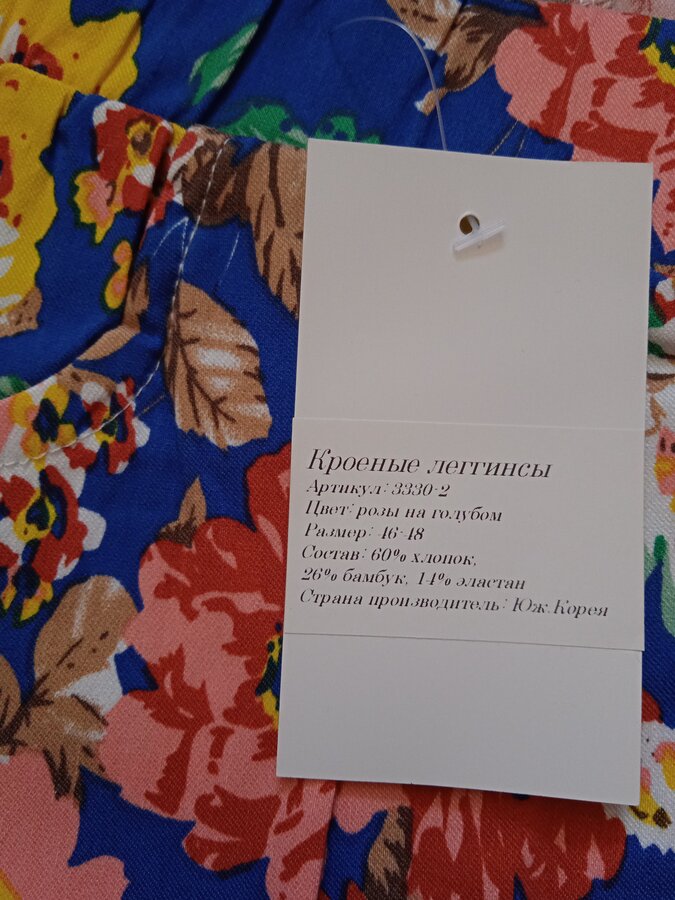 Кроеные леггинсы
Артикул: 3330-2
Цвет: розы на голубом
Размер: 46-48
Состав: 60% хлопок,
26% бамбук, 14% эластан
Страна производитель: Юж.Корея